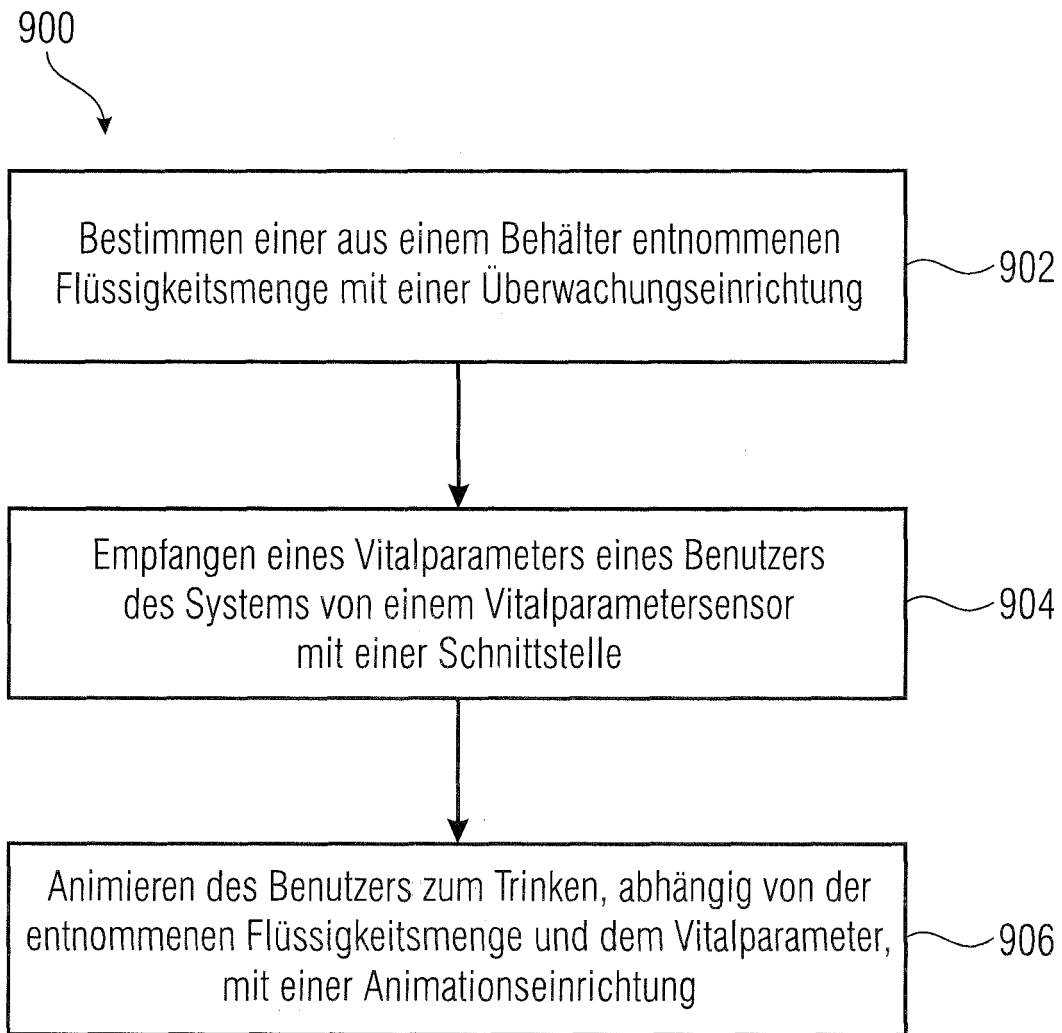 900
Bestimmen einer aus einem Behälter entnommenen
Flüssigkeitsmenge mit einer Überwachungseinrichtung
902
Empfangen eines Vitalparameters eines Benutzers
des Systems von einem Vitalparametersensor
mit einer Schnittstelle
904
Animieren des Benutzers zum Trinken, abhängig von der
entnommenen Flüssigkeitsmenge und dem Vitalparameter,
mit einer Animationseinrichtung
906